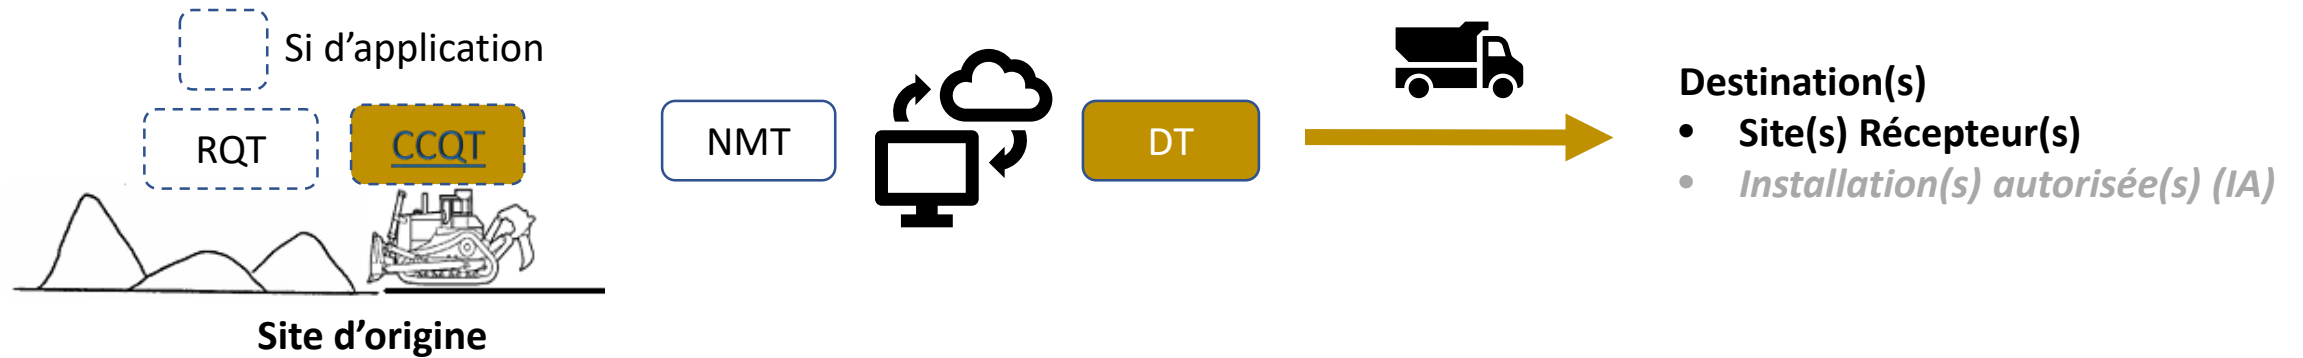 Si d’application
RQT
CCQT
NMT
DT
Destination(s)
• Site(s) Récepteur(s)
• Installation(s) autorisée(s) (IA)
Site d’origine